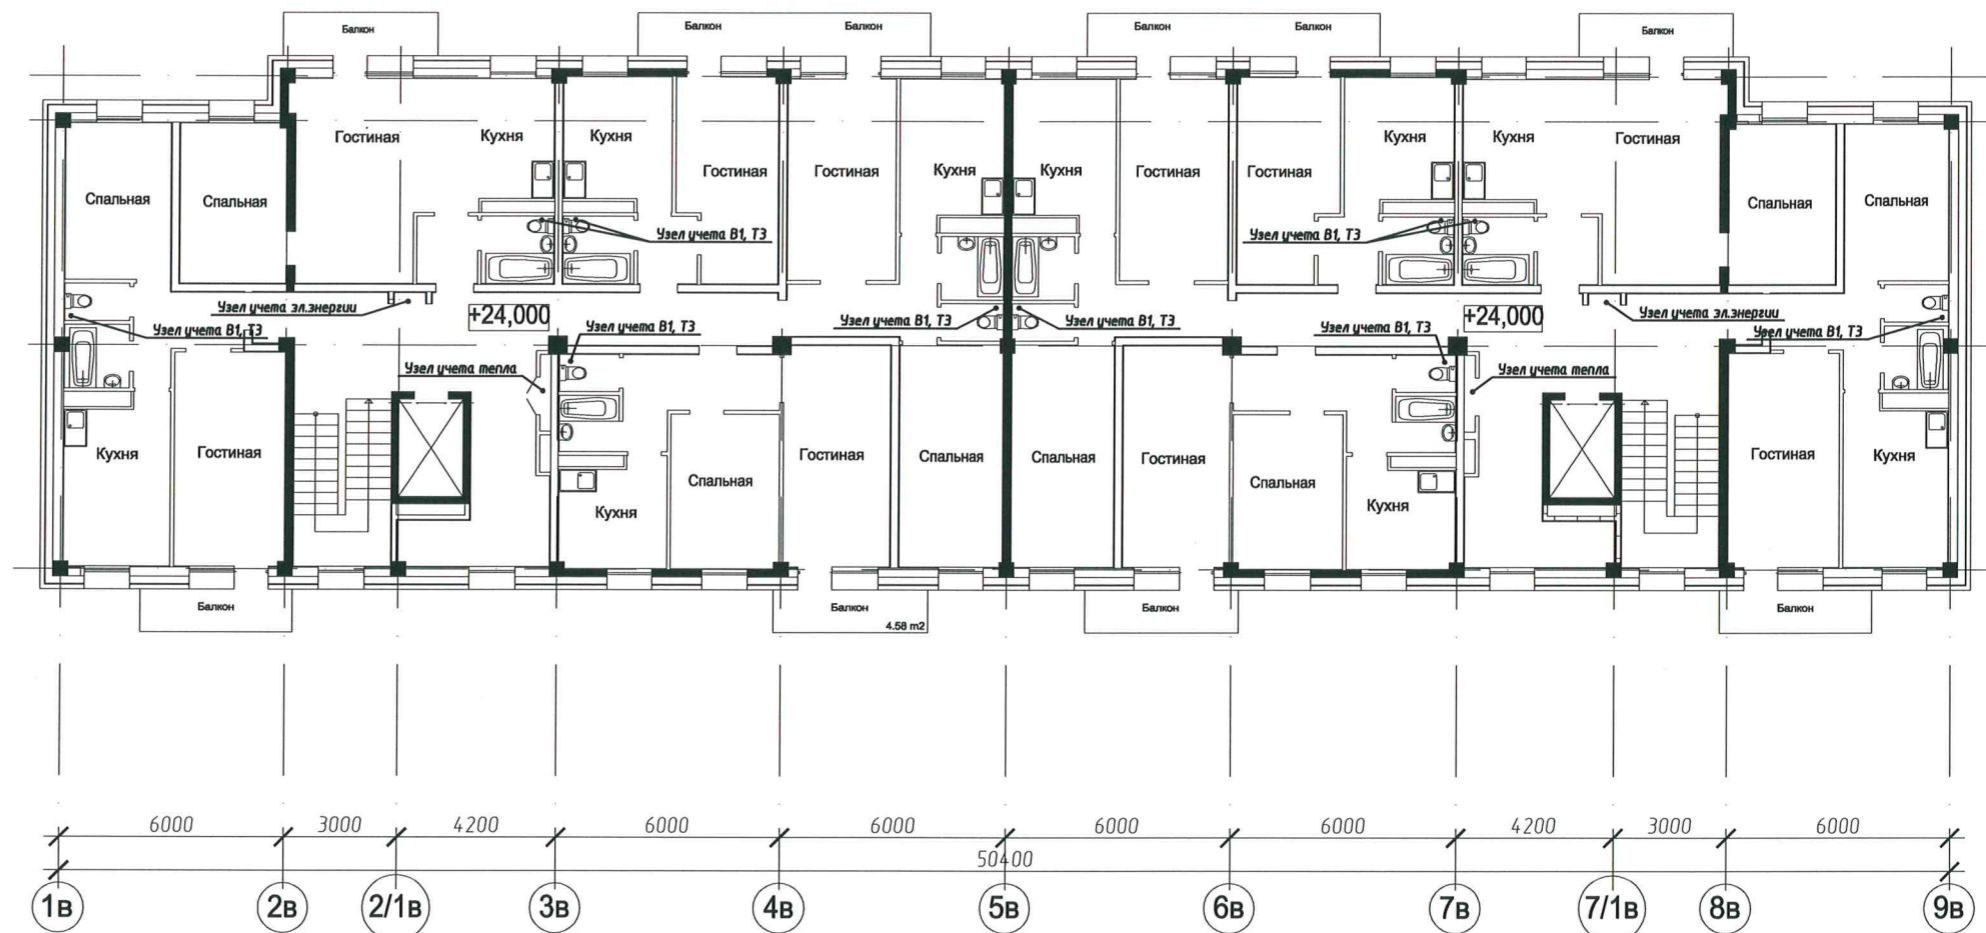 Балкон
Балкон
Балкон
Балкон
Балкон
Балкон
Гостиная
Кухня
Кухня
Кухня
Кухня
Гостиная
Гостиная
Гостиная
Кухня
Кухня
Гостиная
Гостиная
Спальная
Спальная
Спальная
Спальная
Узел учета В1, Т3
Узел учета В1, Т3
Узел учета эл.энергии
+24,000
+24,000
Узел учета эл.энергии
Узел учета В1, Т3
Узел учета В1, Т3
Узел учета В1, Т3
Узел учета В1, Т3
Узел учета В1, Т3
Узел учета В1, Т3
Узел учета тепла
Узел учета тепла
Кухня
Гостиная
Гостиная
Спальная
Спальная
Гостиная
Гостиная
Кухня
Спальная
Спальная
Кухня
Кухня
Балкон
Балкон
Балкон
Балкон
4.58 m2
6000
3000
4200
6000
6000
6000
6000
4200
3000
6000
50400
1в
2в
2/1в
3в
4в
5в
6в
7в
7/1в
8в
9в